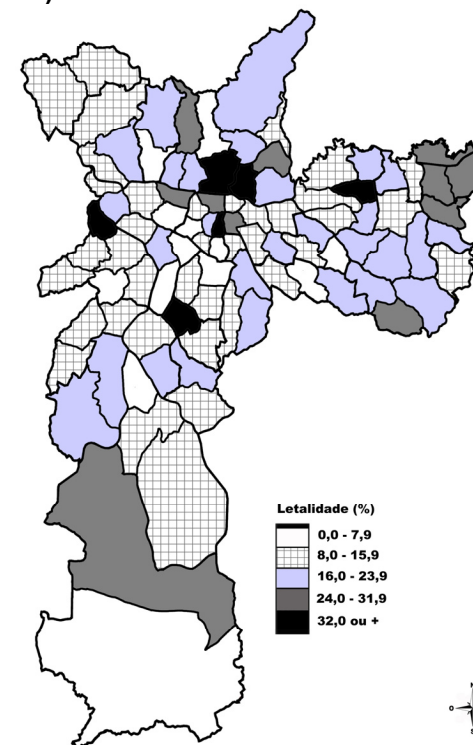 )
Letalidade (%)
0,0 - 7,9
8,0 - 15,9
16,0 - 23,9
24,0 - 31,9
32,0 ou +
0